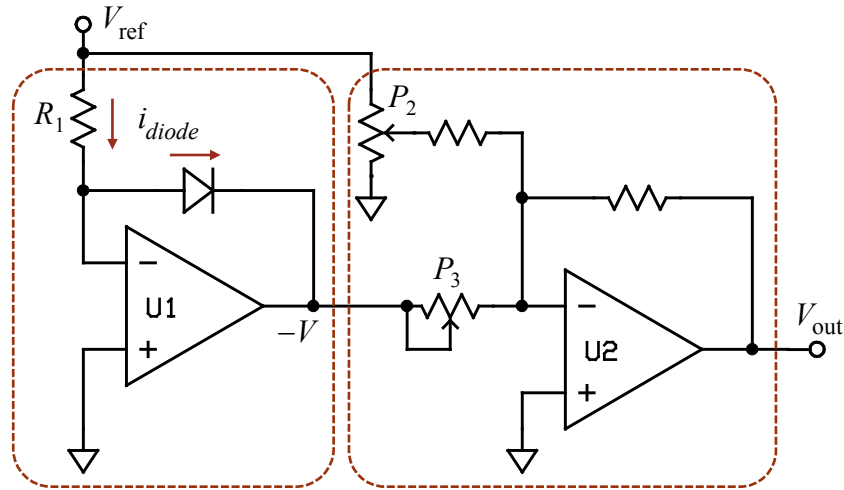 V_ref
P_2
R_1
i_diode
P_3
−
U1
+
−V
−
U2
+
V_out